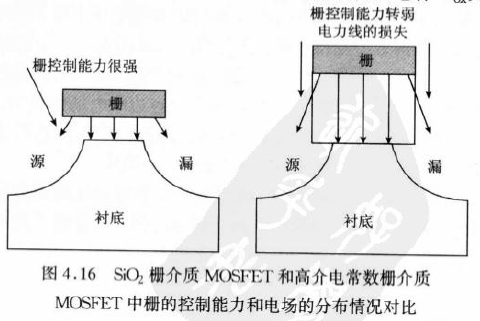 栅控制能力很强
栅
源
漏
衬底
栅控制能力转弱
电力线的损失
栅
源
漏
衬底
图 4.16 SiO₂ 栅介质 MOSFET 和高介电常数栅介质
MOSFET 中栅的控制能力和电场的分布情况对比